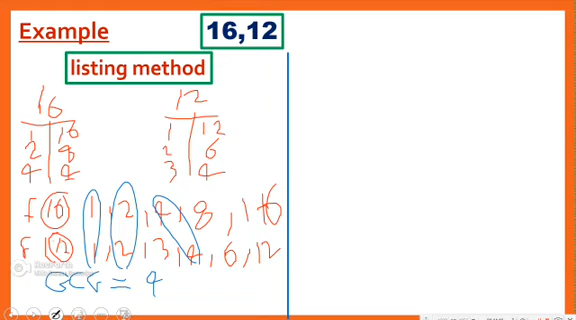 Example 16,12
listing method
16 12
1 16 1 12
2 8 2 6
4 4 3 4
f 16 1, 2, 4, 8, 16
f 12 1, 2, 3, 4, 6, 12
GCF = 4